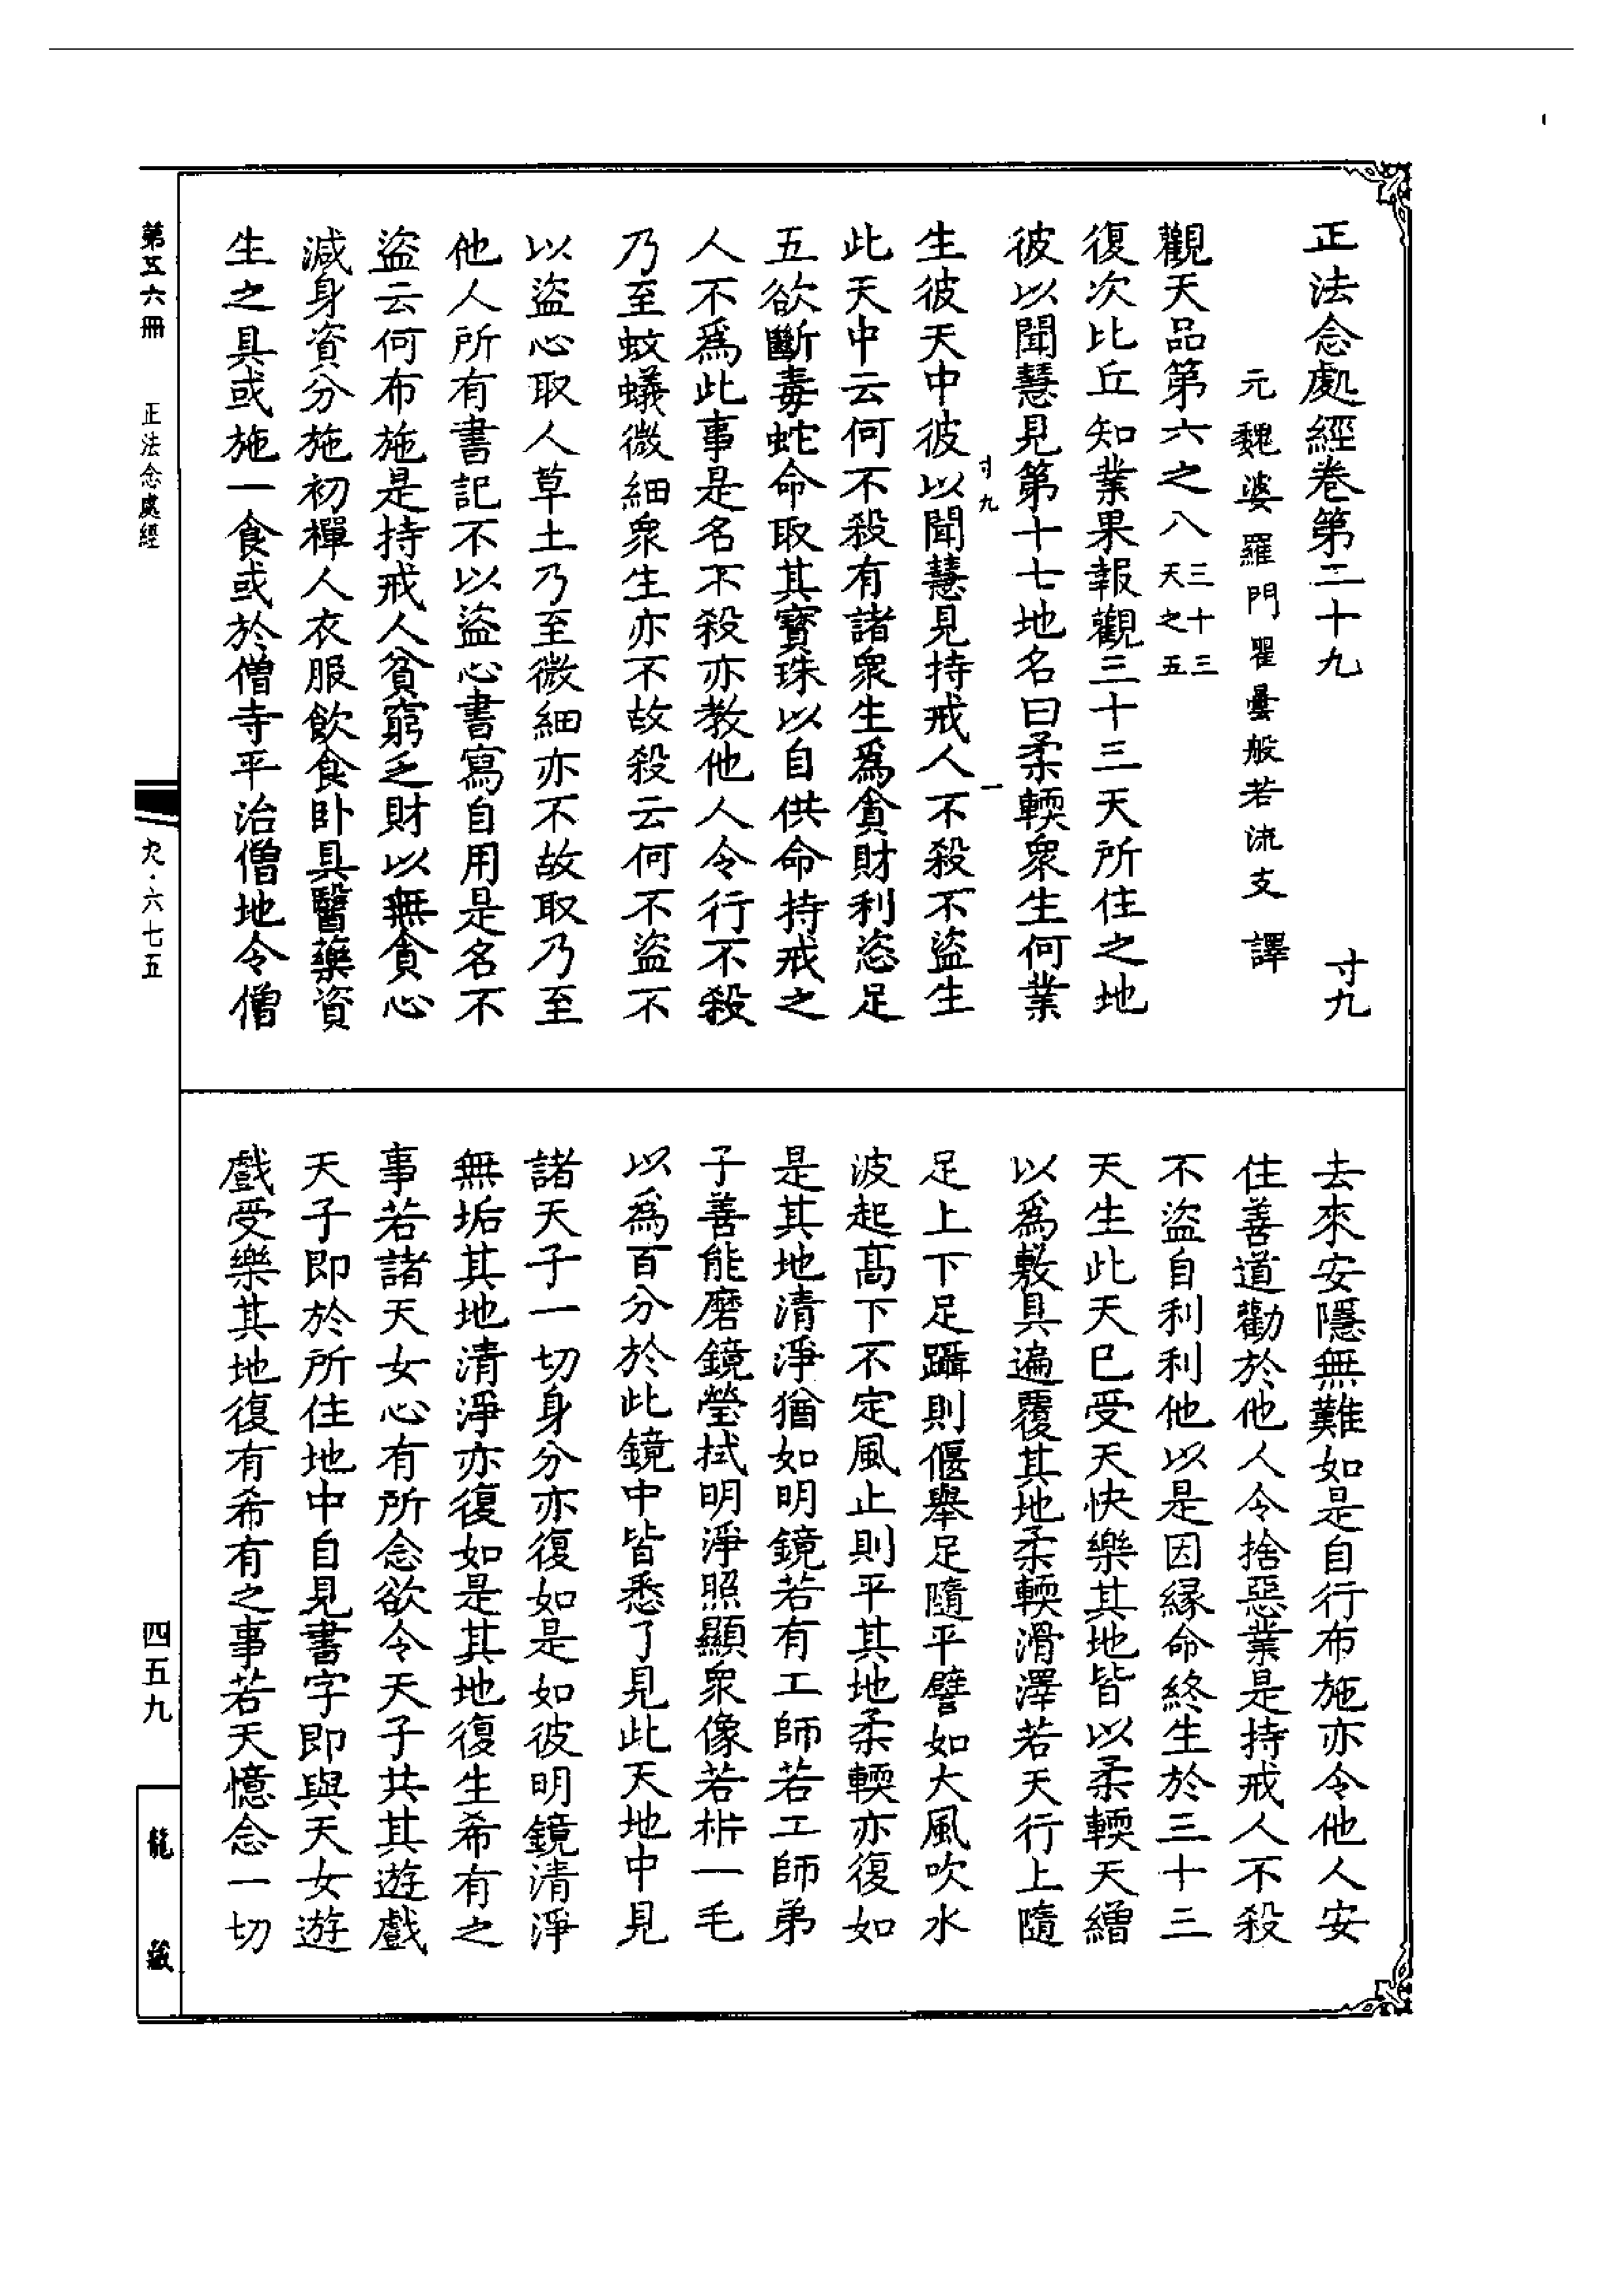 正法念處經卷第二十九　寸九
元魏婆羅門瞿曇般若流支　譯
觀天品第六之八三十三天之五
復次比丘知業果報觀三十三天所住之地
彼以聞慧見第十七地名曰柔輭眾生何業
寸九　一
生彼天中彼以聞慧見持戒人不殺不盜生
此天中云何不殺有諸眾生爲貪財利恣足
五欲斷毒蛇命取其寳珠以自供命持戒之
人不爲此事是名不殺亦教他人令行不殺
乃至蚊蟻微細眾生亦不故殺云何不盜不
以盜心取人草土乃至微細亦不故取乃至
他人所有書記不以盜心書寫自用是名不
盜云何布施是持戒人貧窮乏財以無貪心
減身資分施初禪人衣服飲食卧具醫藥資
生之具或施一食或於僧寺平治僧地令僧
去來安隱無難如是自行布施亦令他人安
住善道勸於他人令捨惡業是持戒人不殺
不盜自利利他以是因緣命終生於三十三
天生此天巳受天快樂其地皆以柔輭天繒
以爲敷具遍覆其地柔輭滑澤若天行上隨
足上下足躡則偃舉足隨平譬如大風吹水
波起髙下不定風止則平其地柔輭亦復如
是其地清淨猶如明鏡若有工師若工師弟
子善能磨鏡瑩拭明淨照顯眾像若析一毛
以爲百分於此鏡中皆悉了見此天地中見
諸天子一切身分亦復如是如彼明鏡清淨
無垢其地清淨亦復如是其地復生希有之
事若諸天女心有所念欲令天子共其遊戲
天子即於所住地中自見書字即與天女遊
戲受樂其地復有希有之事若天憶念一切
第五六冊　正法念處經
九·六七五
四五九
龍藏